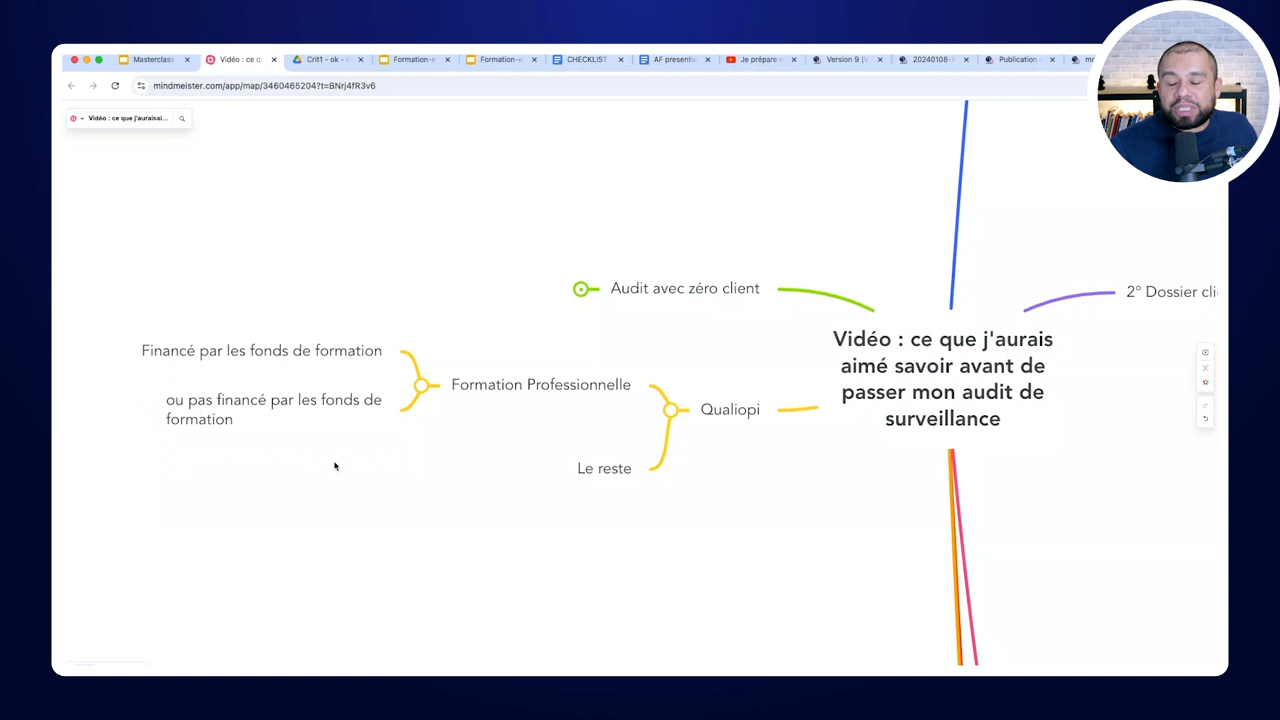 Masterclass
Vidéo : ce q
Crit1 - ok -
Formation-
Formation-
CHECKLIST
AF presenti
Je prépare
Version 9
20240108-
Publication
mindmeister.com/app/map/3460465204?t=BNrj4fR3v6
Vidéo : ce que j'auraisai...
Audit avec zéro client
2° Dossier cli
Vidéo : ce que j'aurais
aimé savoir avant de
passer mon audit de
surveillance
Financé par les fonds de formation
Formation Professionnelle
ou pas financé par les fonds de
formation
Qualiopi
Le reste